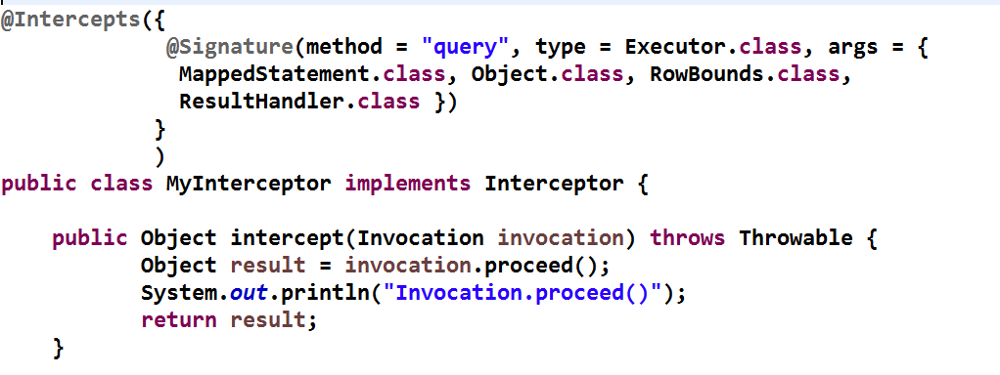 @Intercepts({
@Signature(method = "query", type = Executor.class, args = {
MappedStatement.class, Object.class, RowBounds.class,
ResultHandler.class })
}
)
public class MyInterceptor implements Interceptor {
public Object intercept(Invocation invocation) throws Throwable {
Object result = invocation.proceed();
System.out.println("Invocation.proceed()");
return result;
}